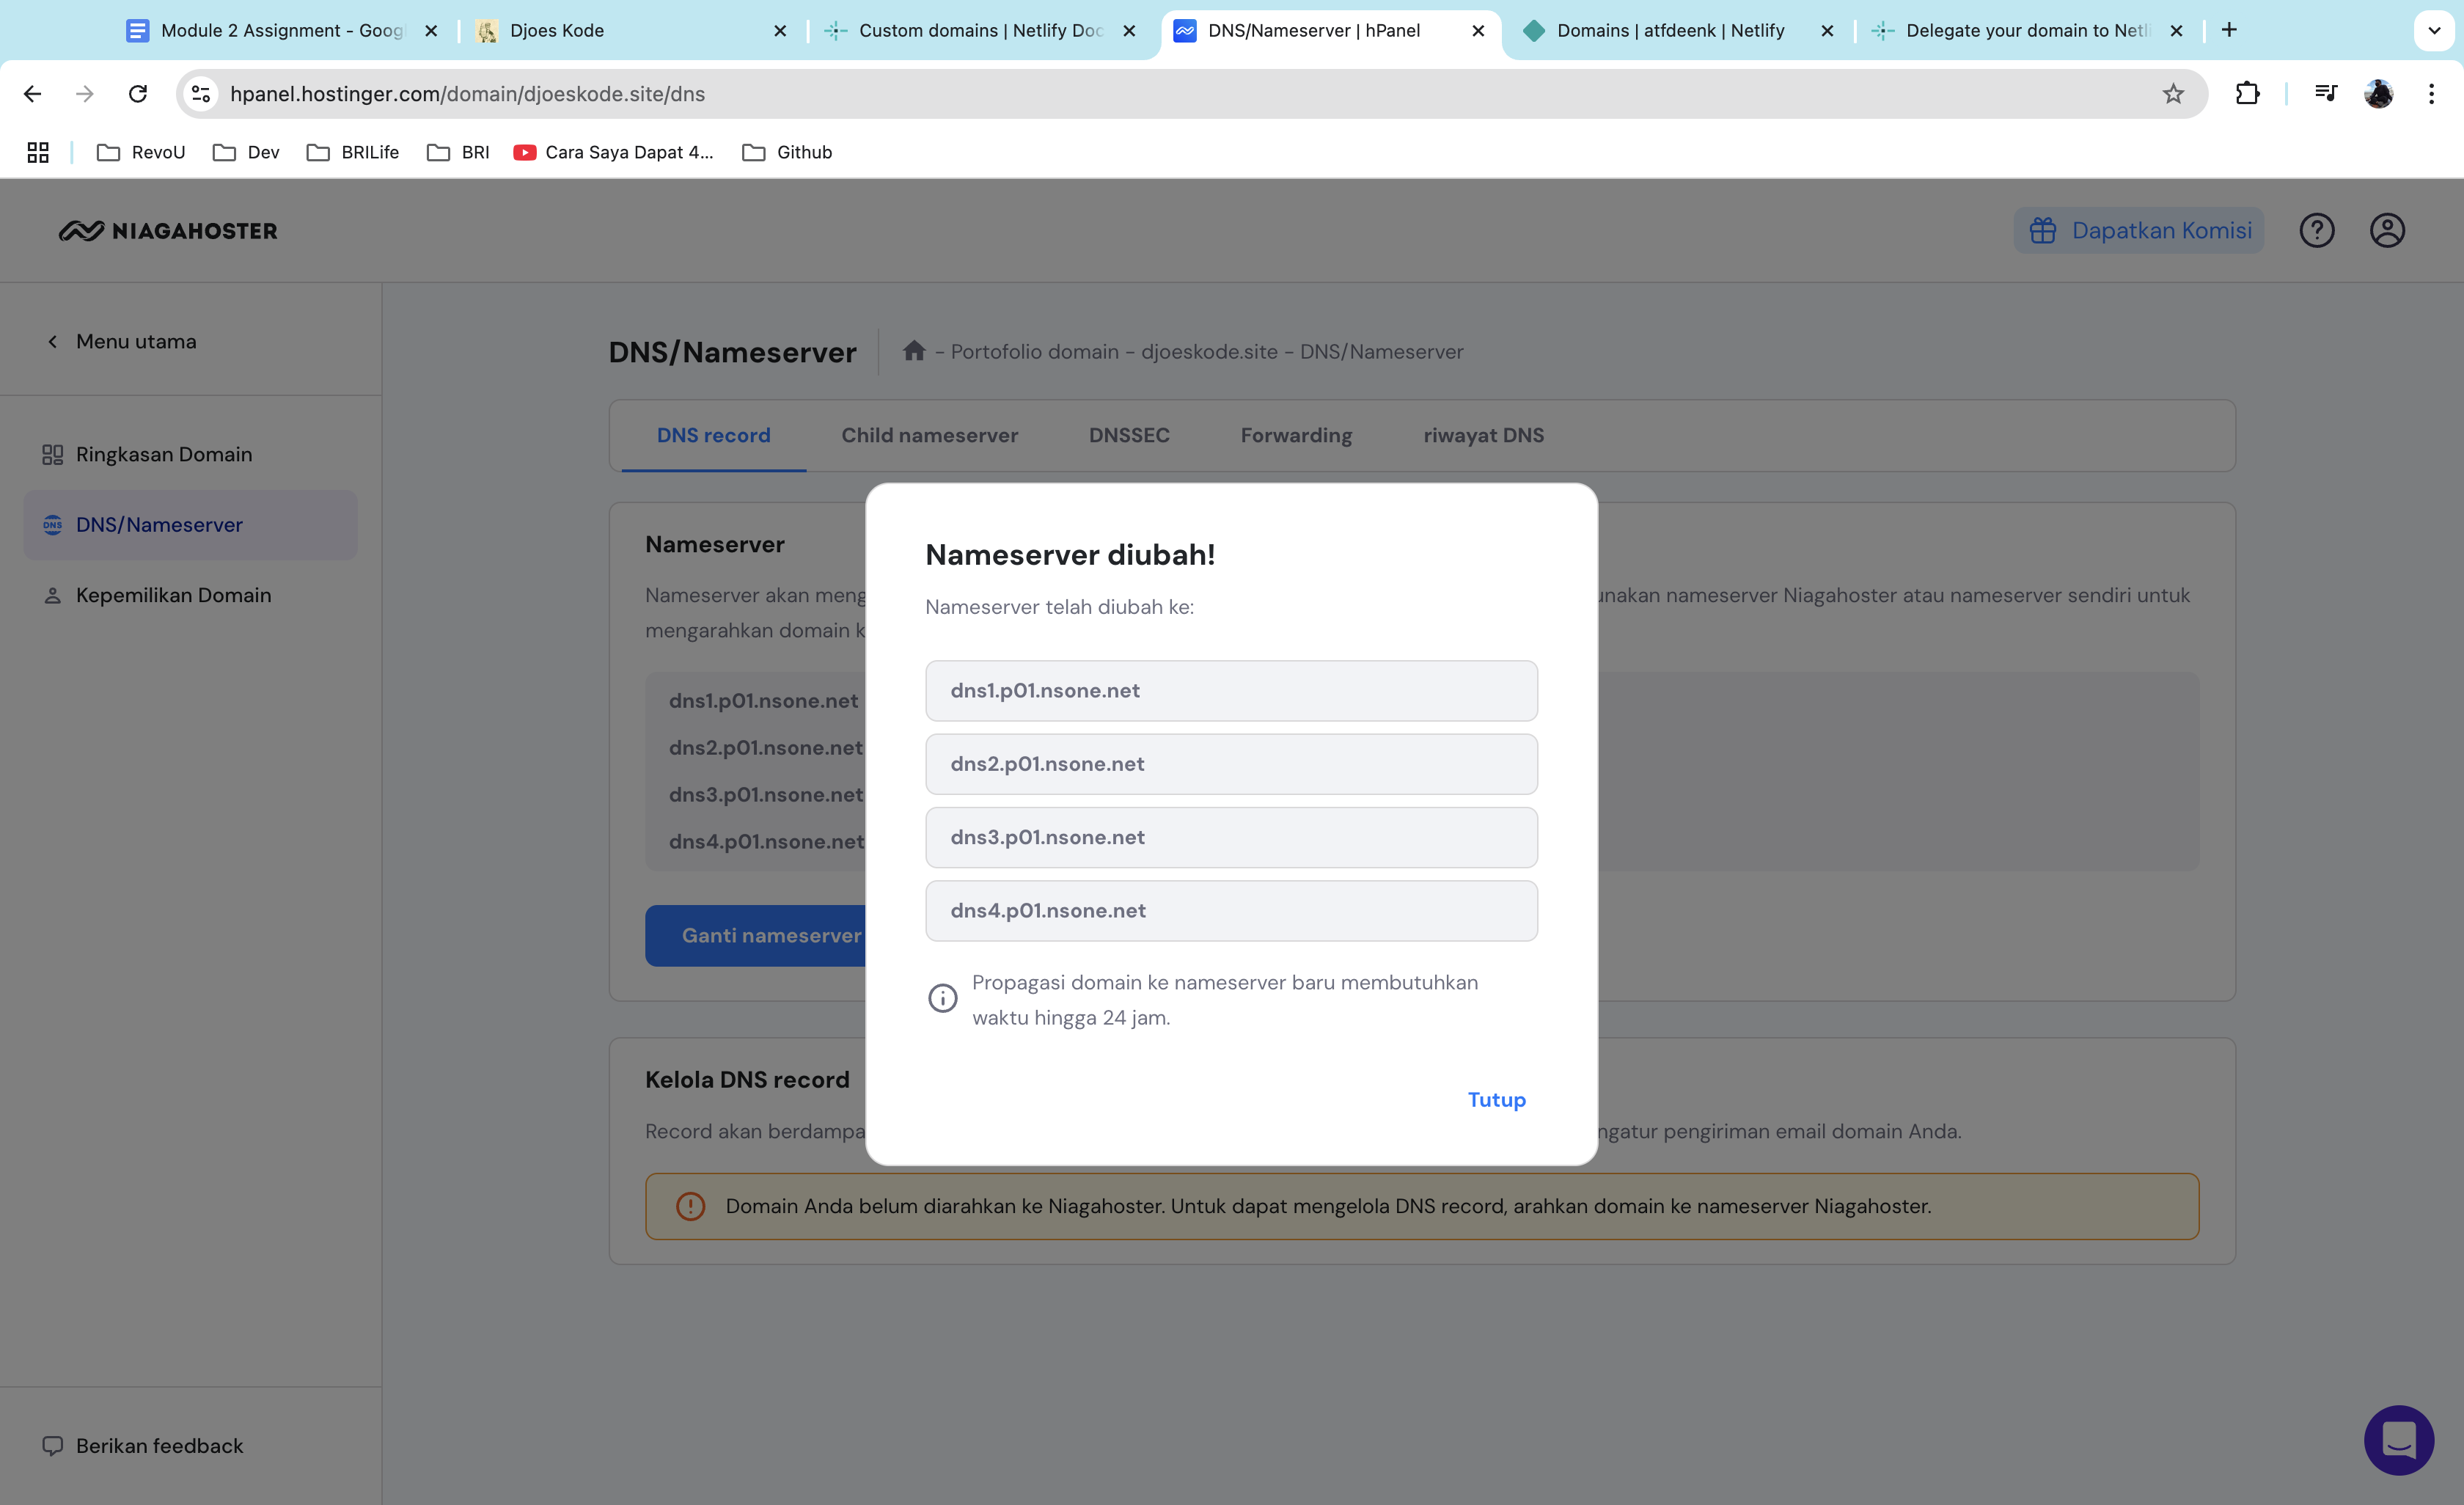 Module 2 Assignment - Goog
Djoes Kode
Custom domains | Netlify Doc
DNS/Nameserver | hPanel
Domains | atfdeenk | Netlify
Delegate your domain to Netli
hpanel.hostinger.com/domain/djoeskode.site/dns
RevoU
Dev
BRILife
BRI
Cara Saya Dapat 4...
Github
NIAGAHOSTER
Dapatkan Komisi
Menu utama
Ringkasan Domain
DNS
DNS/Nameserver
Kepemilikan Domain
Berikan feedback
DNS/Nameserver
- Portofolio domain - djoeskode.site - DNS/Nameserver
DNS record
Child nameserver
DNSSEC
Forwarding
riwayat DNS
Nameserver
Nameserver akan meng
unakan nameserver Niagahoster atau nameserver sendiri untuk
mengarahkan domain k
dns1.p01.nsone.net
dns2.p01.nsone.net
dns3.p01.nsone.net
dns4.p01.nsone.net
Ganti nameserver
Nameserver diubah!
Nameserver telah diubah ke:
dns1.p01.nsone.net
dns2.p01.nsone.net
dns3.p01.nsone.net
dns4.p01.nsone.net
Propagasi domain ke nameserver baru membutuhkan
waktu hingga 24 jam.
Tutup
Kelola DNS record
Record akan berdampa
ngatur pengiriman email domain Anda.
Domain Anda belum diarahkan ke Niagahoster. Untuk dapat mengelola DNS record, arahkan domain ke nameserver Niagahoster.